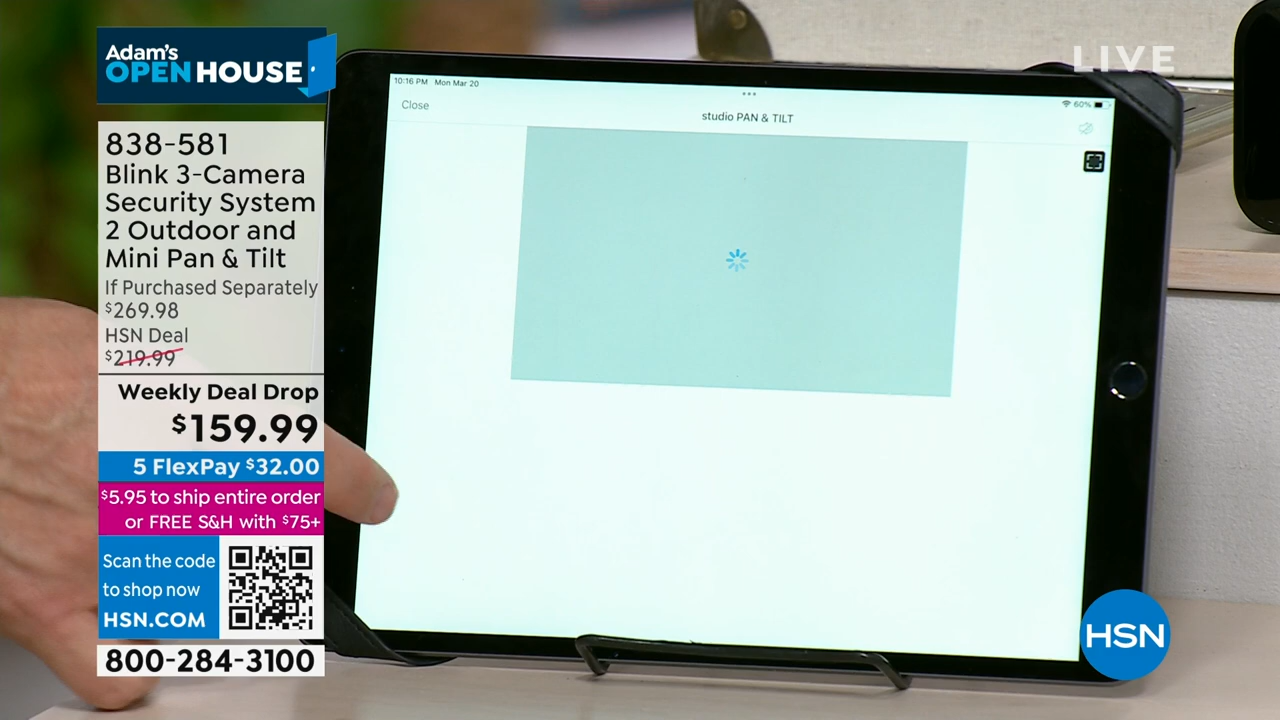 Adam's
OPEN HOUSE
838-581
Blink 3-Camera
Security System
2 Outdoor and
Mini Pan & Tilt
If Purchased Separately
$269.98
HSN Deal
$219.99
Weekly Deal Drop
$159.99
5 FlexPay $32.00
$5.95 to ship entire order
or FREE S&H with $75+
Scan the code
to shop now
HSN.COM
800-284-3100
10:16 PM Mon Mar 20
60%
Close
studio PAN & TILT
LIVE
HSN